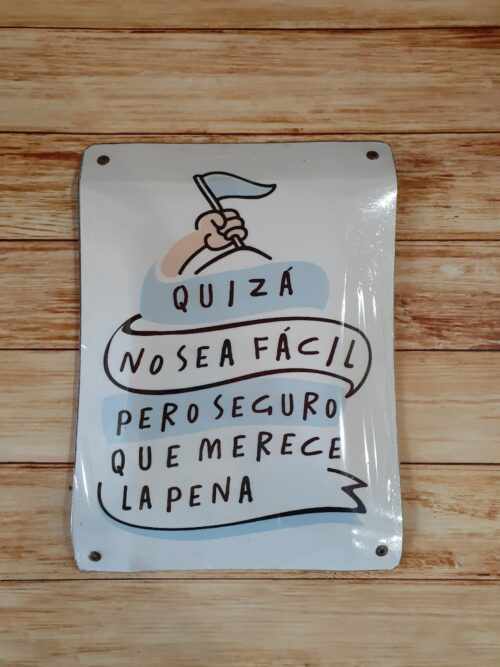 QUIZÁ
NO SEA FÁCIL
PERO SEGURO
QUE MERECE
LA PENA